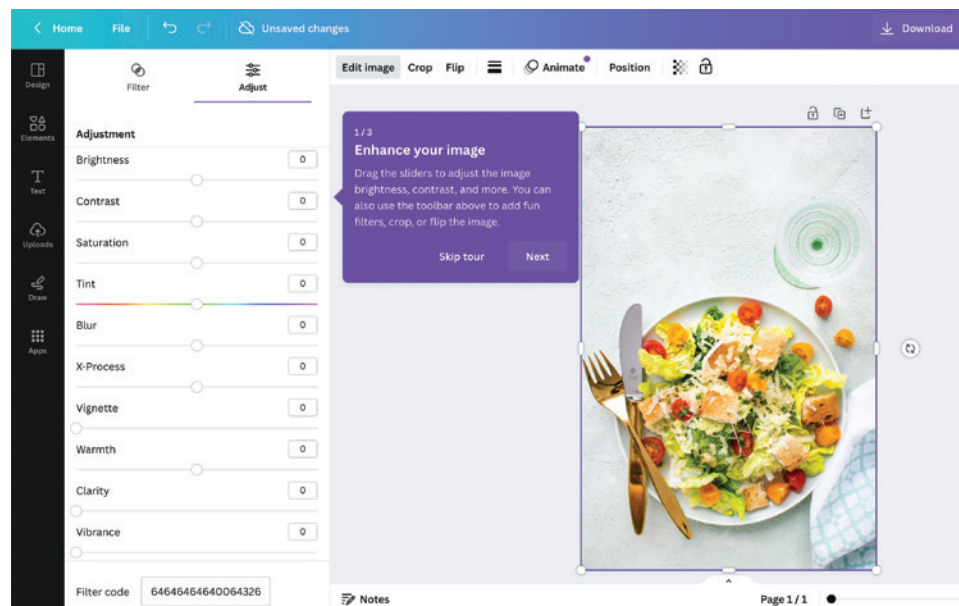 Home File Unsaved changes Download
Design
Elements
Text
Uploads
Draw
Apps
Filter Adjust
Adjustment
Brightness 0
Contrast 0
Saturation 0
Tint 0
Blur 0
X-Process 0
Vignette 0
Warmth 0
Clarity 0
Vibrance 0
Filter code 64646464640064326
Edit image Crop Flip Animate Position
1 / 3
Enhance your image
Drag the sliders to adjust the image
brightness, contrast, and more. You can
also use the toolbar above to add fun
filters, crop, or flip the image.
Skip tour Next
Notes Page 1 / 1